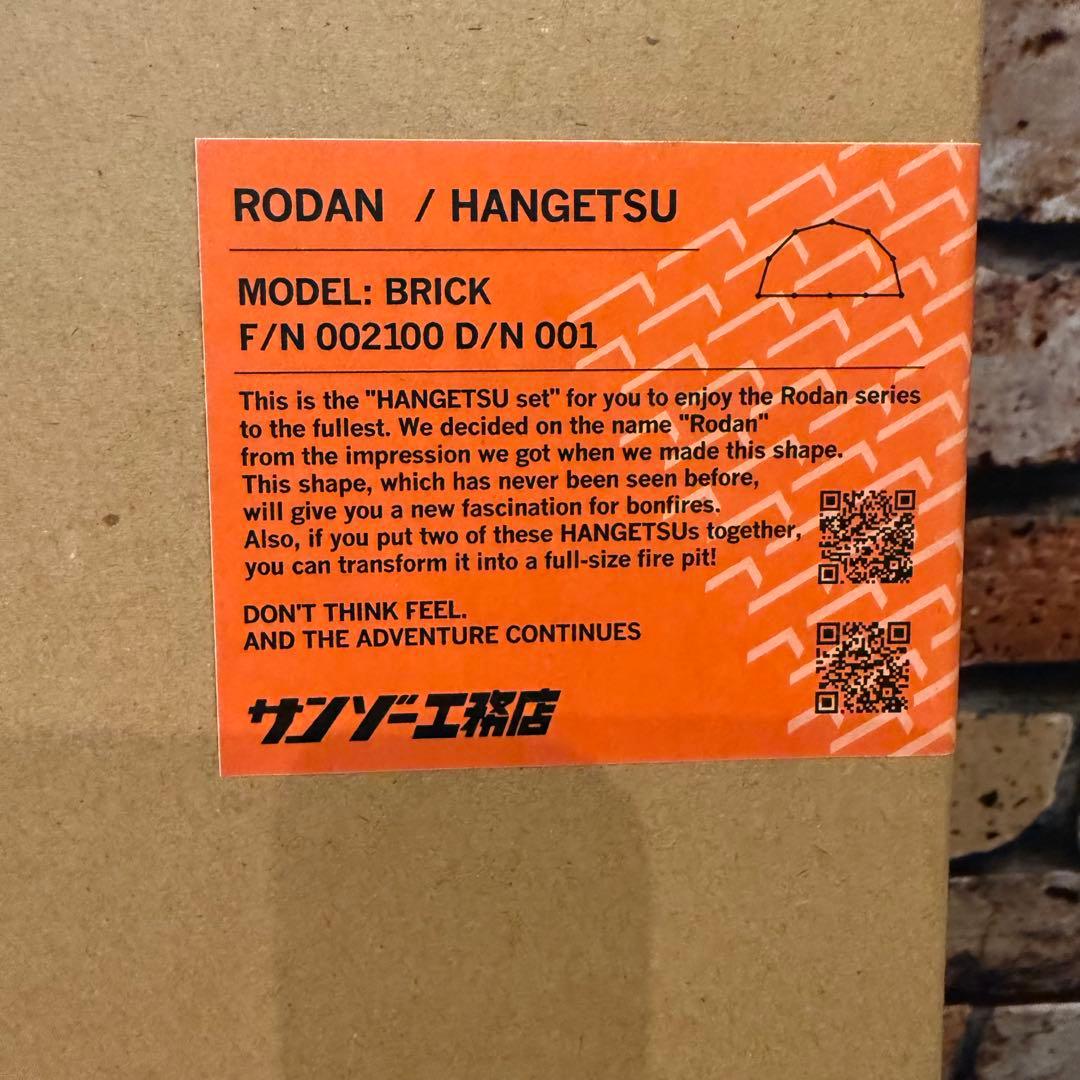 RODAN / HANGETSU
MODEL: BRICK
F/N 002100 D/N 001
This is the "HANGETSU set" for you to enjoy the Rodan series
to the fullest. We decided on the name "Rodan"
from the impression we got when we made this shape.
This shape, which has never been seen before,
will give you a new fascination for bonfires.
Also, if you put two of these HANGETSUs together,
you can transform it into a full-size fire pit!
DON'T THINK FEEL.
AND THE ADVENTURE CONTINUES
サンゾー工務店